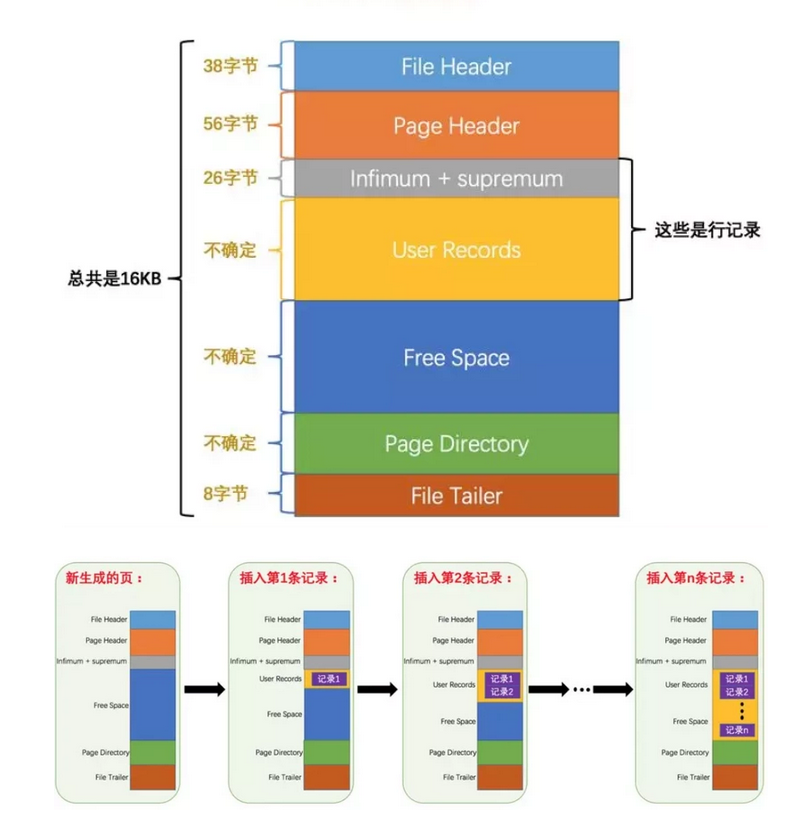 38字节
File Header
56字节
Page Header
26字节
Infimum + supremum
这些是行记录
不确定
User Records
总共是16KB
不确定
Free Space
不确定
Page Directory
8字节
File Tailer
新生成的页：
File Header
Page Header
Infimum + supremum
Free Space
Page Directory
File Trailer
插入第1条记录：
File Header
Page Header
Infimum + supremum
User Records
记录1
Free Space
Page Directory
File Trailer
插入第2条记录：
File Header
Page Header
Infimum + supremum
User Records
记录1
记录2
Free Space
Page Directory
File Trailer
插入第n条记录：
File Header
Page Header
Infimum + supremum
User Records
记录1
记录2
Free Space
记录n
Page Directory
File Trailer